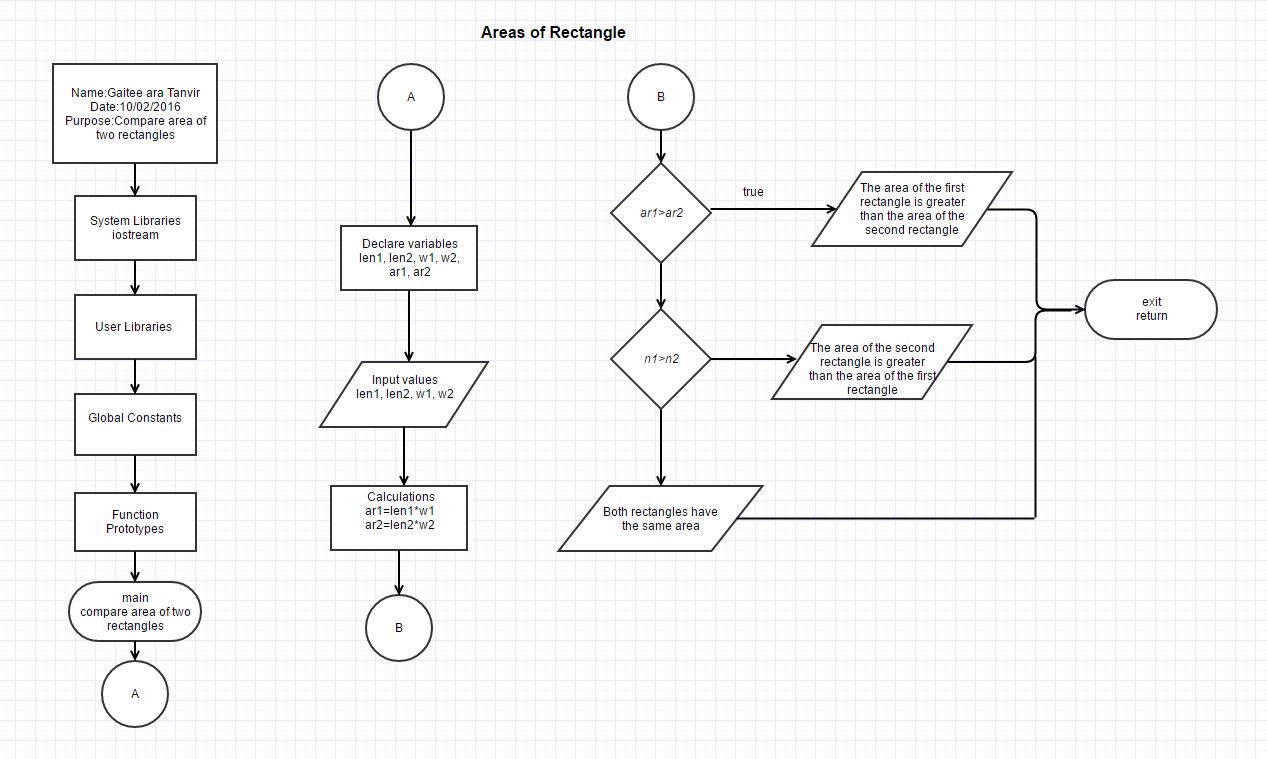 Areas of Rectangle
Name:Gaitee ara Tanvir
Date:10/02/2016
Purpose:Compare area of
two rectangles
System Libraries
iostream
User Libraries
Global Constants
Function
Prototypes
main
compare area of two
rectangles
A
A
Declare variables
len1, len2, w1, w2,
ar1, ar2
Input values
len1, len2, w1, w2
Calculations
ar1=len1*w1
ar2=len2*w2
B
B
ar1>ar2
true
The area of the first
rectangle is greater
than the area of the
second rectangle
n1>n2
The area of the second
rectangle is greater
than the area of the first
rectangle
Both rectangles have
the same area
exit
return